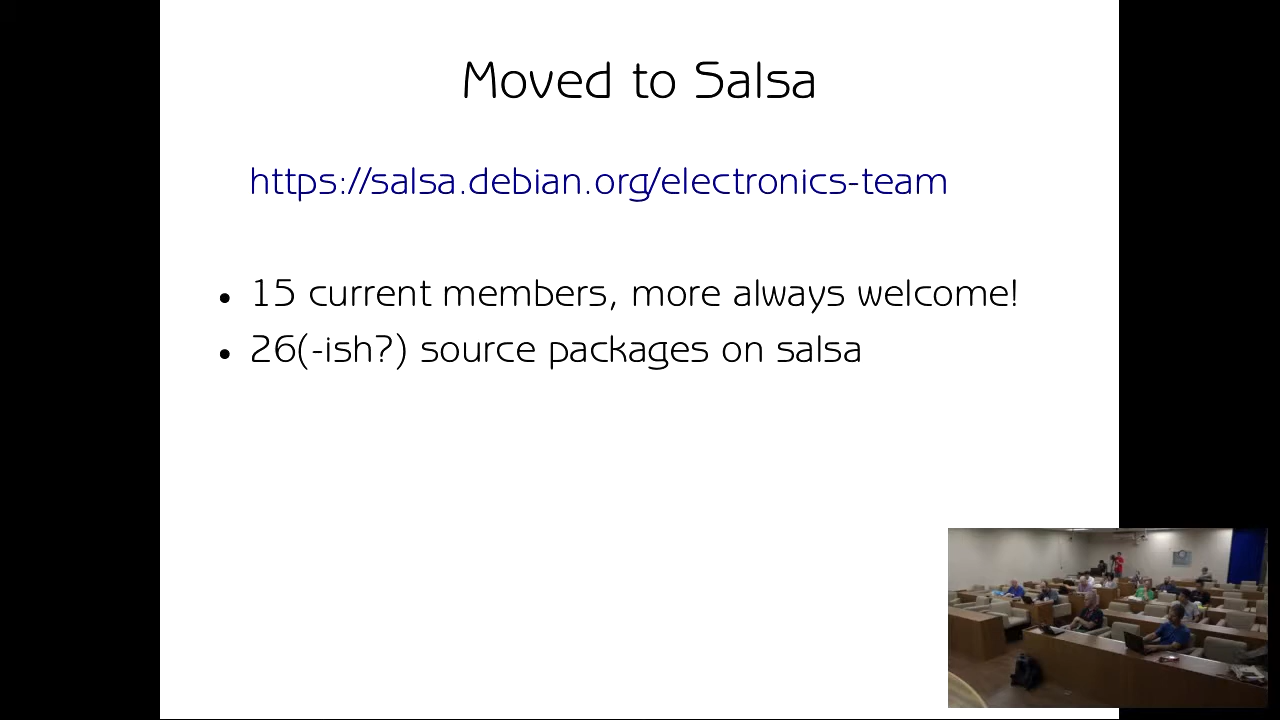 Moved to Salsa
https://salsa.debian.org/electronics-team
• 15 current members, more always welcome!
• 26(-ish?) source packages on salsa